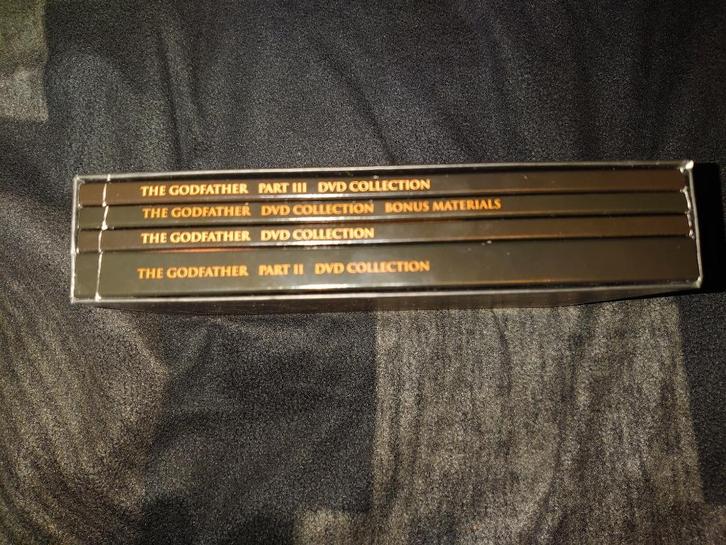 THE GODFATHER PART III DVD COLLECTION
THE GODFATHER DVD COLLECTION BONUS MATERIALS
THE GODFATHER DVD COLLECTION
THE GODFATHER PART II DVD COLLECTION